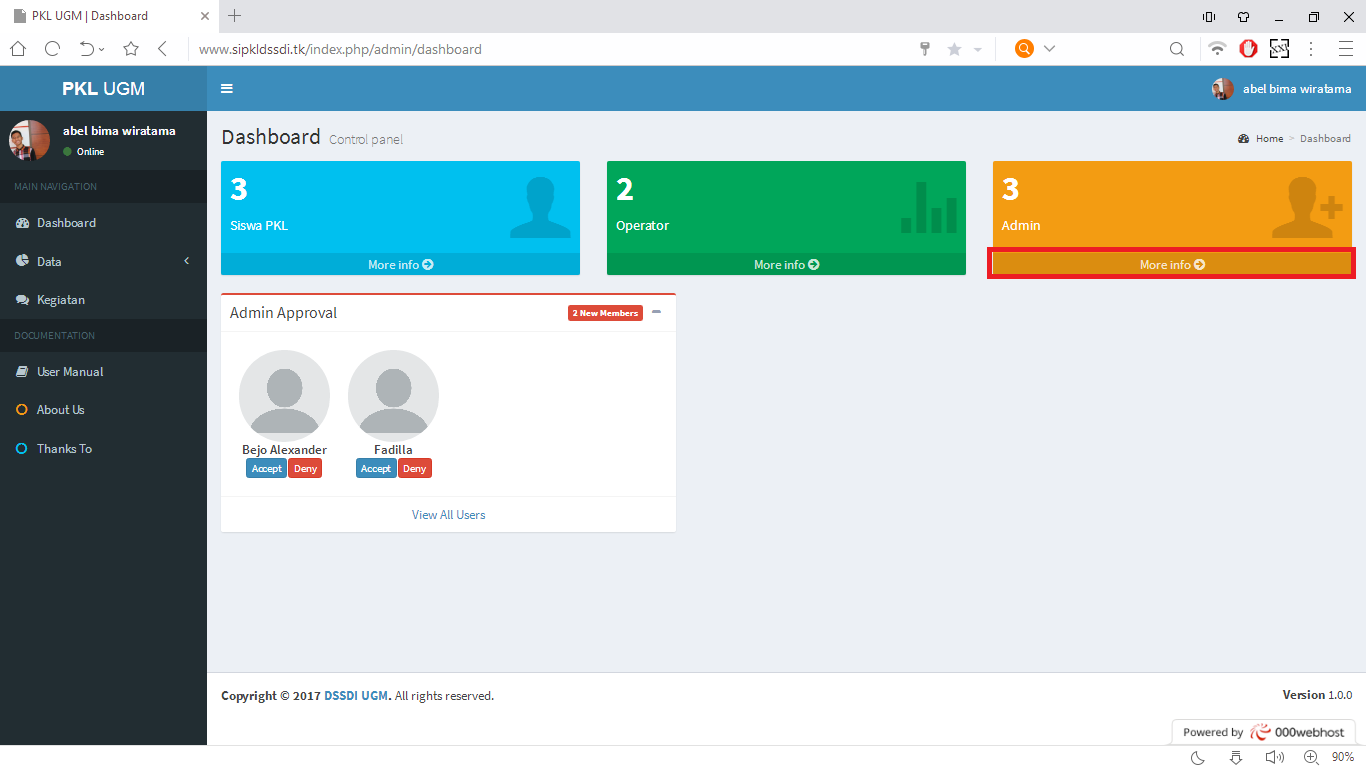 PKL UGM | Dashboard
www.sipkldssdi.tk/index.php/admin/dashboard
PKL UGM
abel bima wiratama
abel bima wiratama
Online
MAIN NAVIGATION
Dashboard
Data
Kegiatan
DOCUMENTATION
User Manual
About Us
Thanks To
Dashboard Control panel
Home > Dashboard
3
Siswa PKL
More info
2
Operator
More info
3
Admin
More info
Admin Approval
2 New Members
Bejo Alexander
Accept Deny
Fadilla
Accept Deny
View All Users
Copyright © 2017 DSSDI UGM. All rights reserved.
Version 1.0.0
Powered by 000webhost
90%